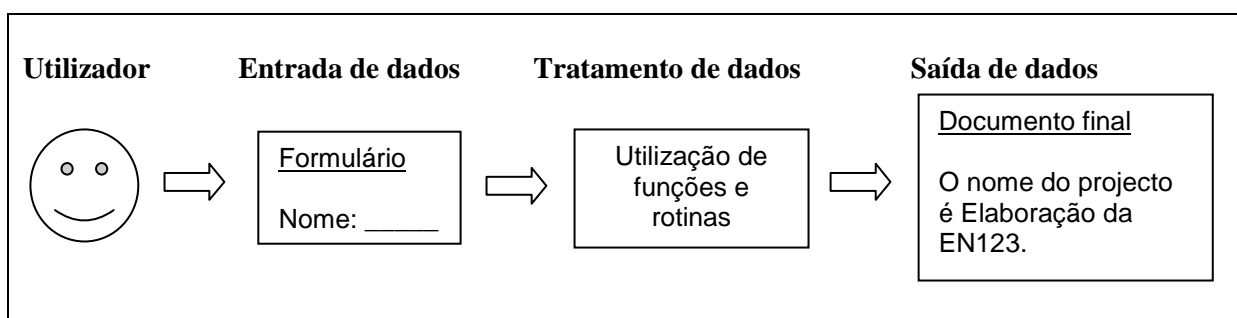 Utilizador Entrada de dados Tratamento de dados Saída de dados
Formulário
Nome: _____
Utilização de
funções e
rotinas
Documento final
O nome do projecto
é Elaboração da
EN123.